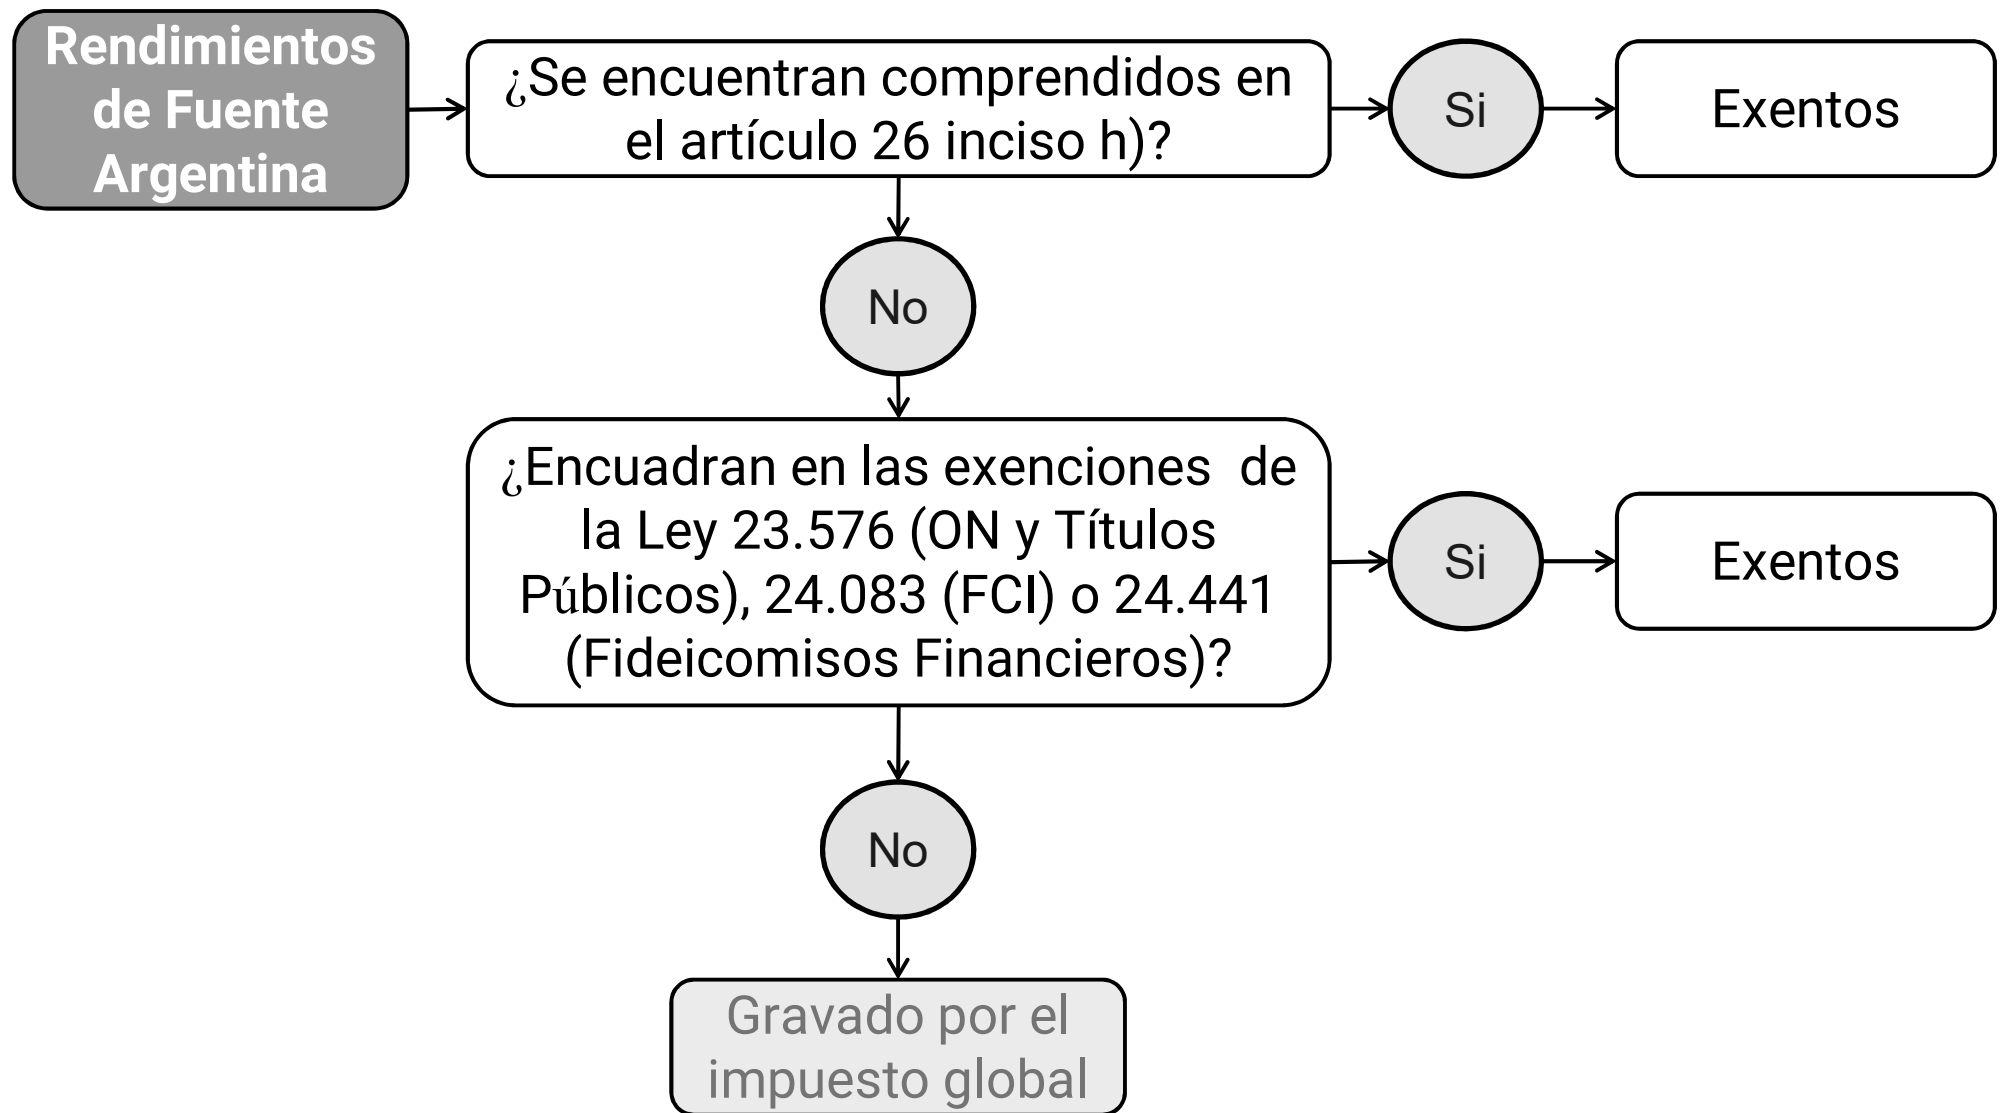 Rendimientos
de Fuente
Argentina
¿Se encuentran comprendidos en
el artículo 26 inciso h)?
Si
Exentos
No
¿Encuadran en las exenciones  de
la Ley 23.576 (ON y Títulos
Públicos), 24.083 (FCI) o 24.441
(Fideicomisos Financieros)?
Si
Exentos
No
Gravado por el
impuesto global